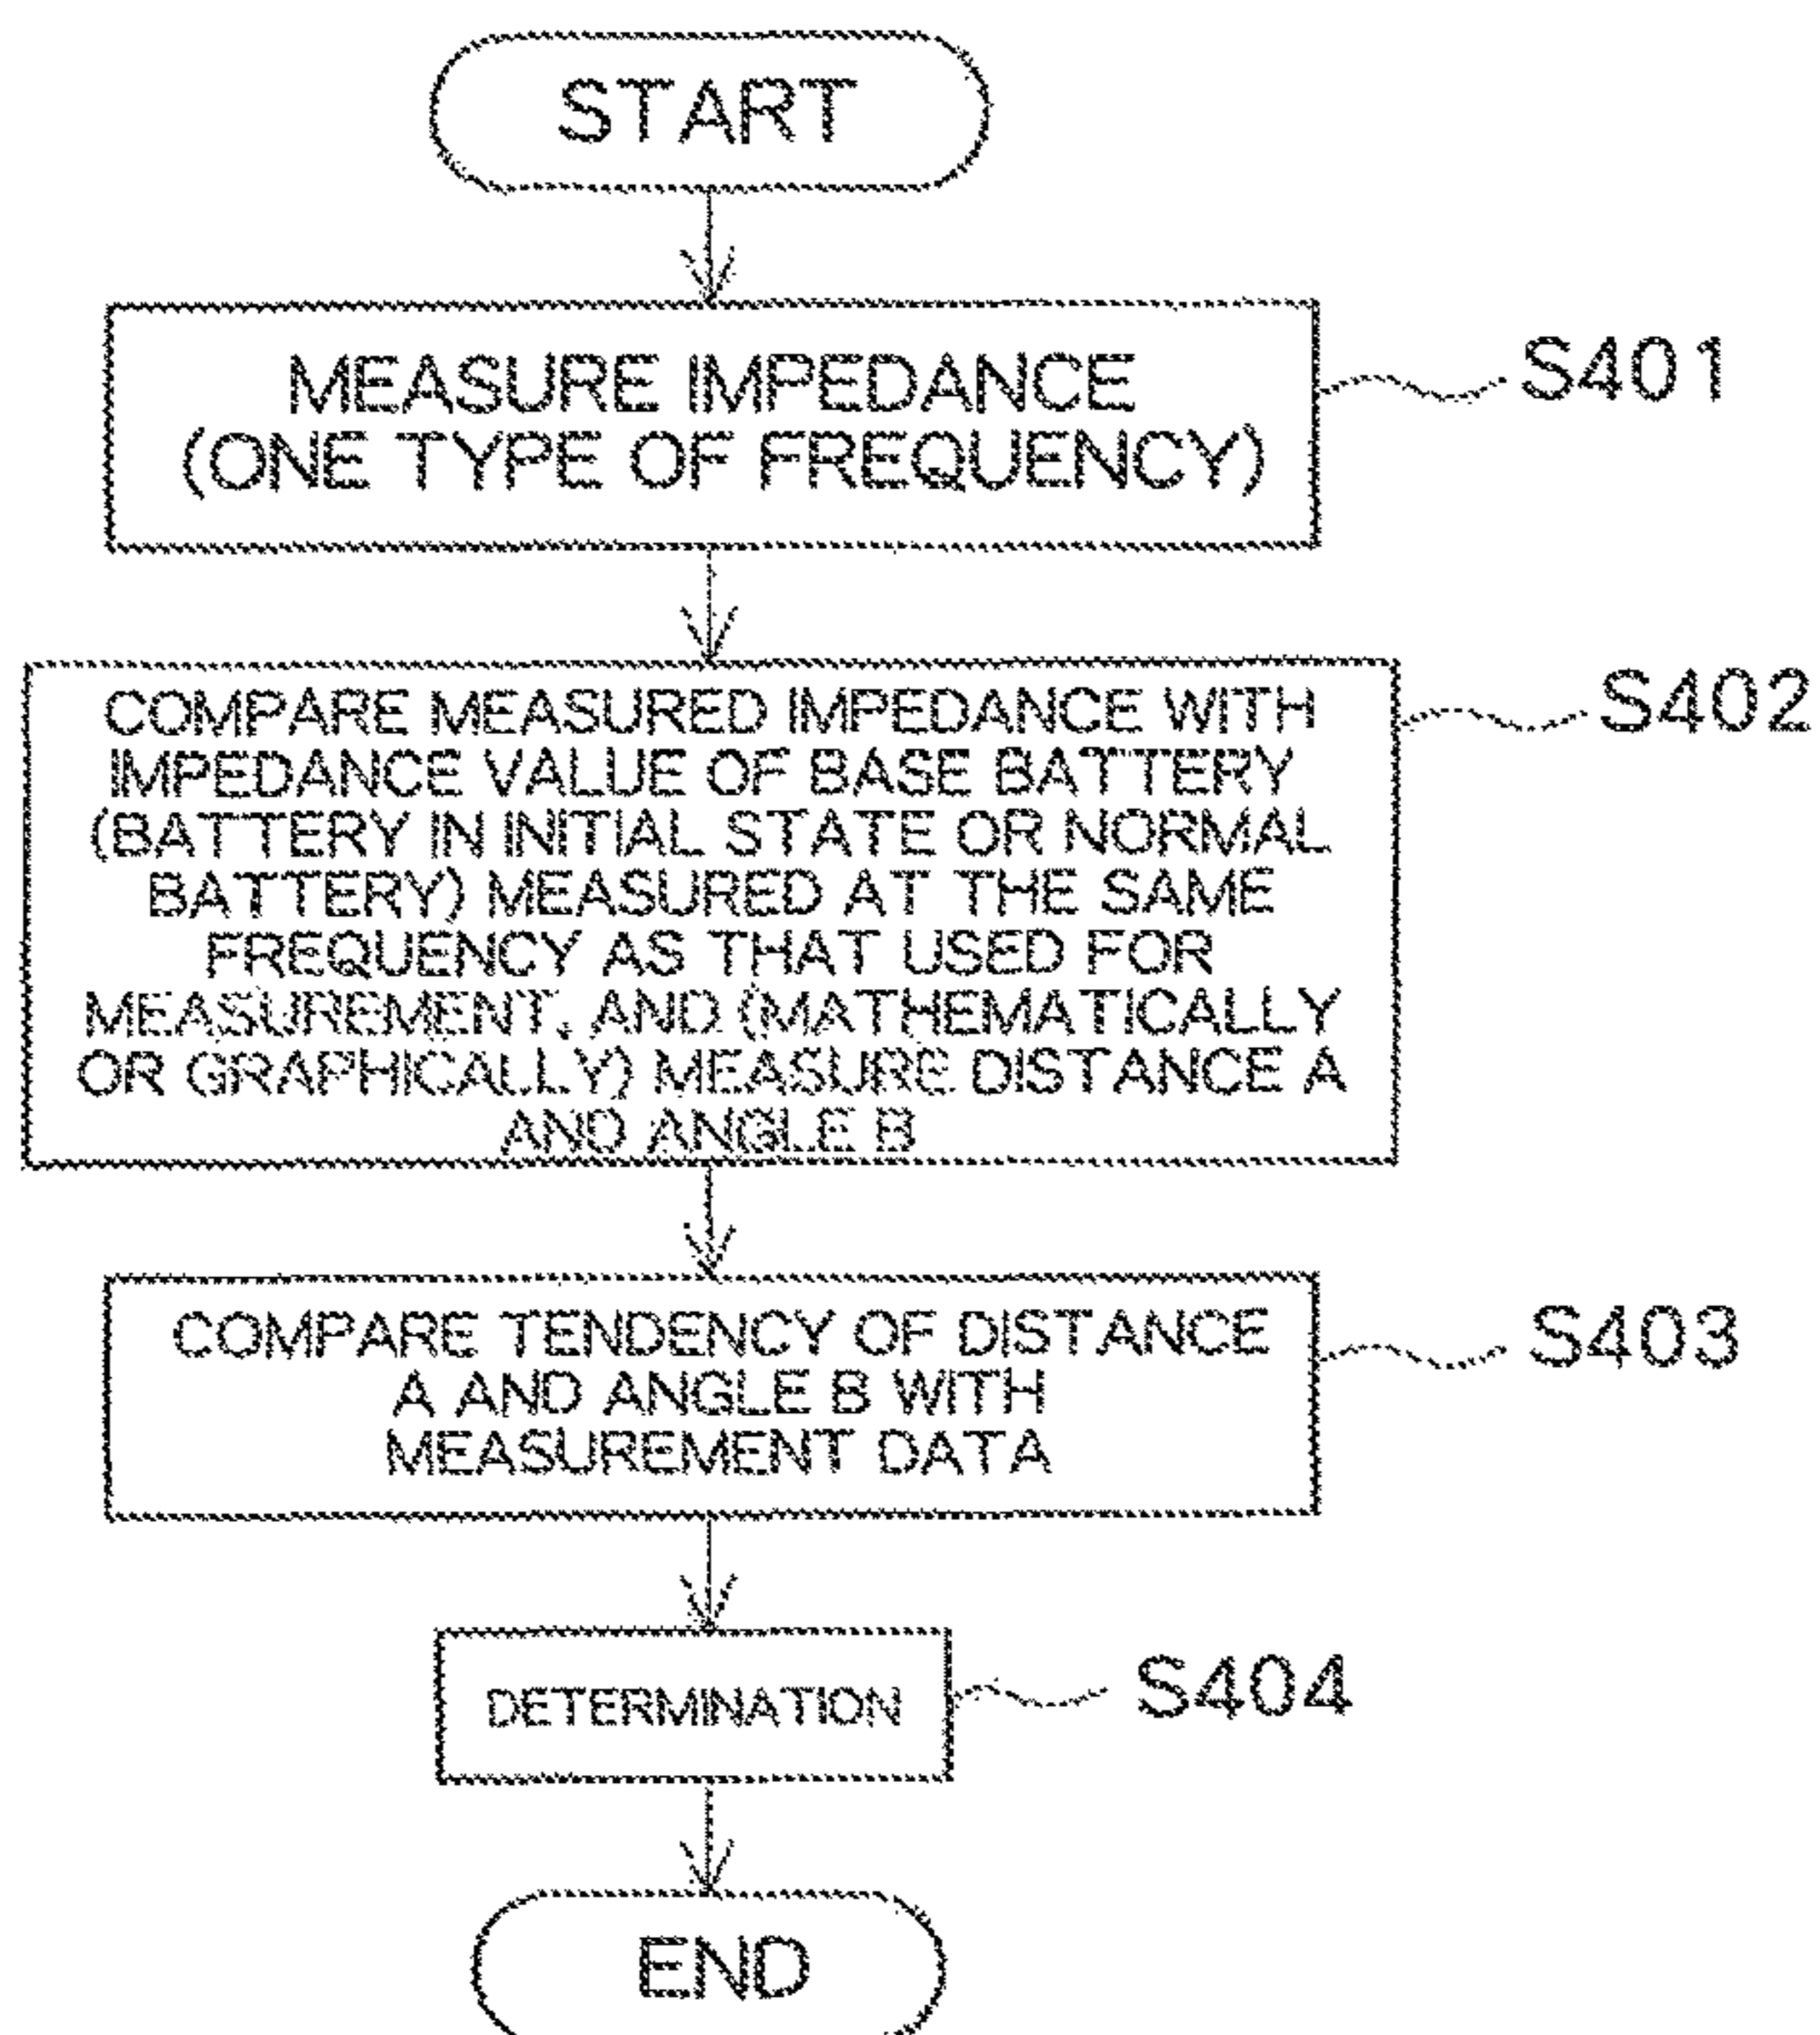 START
MEASURE IMPEDANCE
(ONE TYPE OF FREQUENCY)
S401
COMPARE MEASURED IMPEDANCE WITH
IMPEDANCE VALUE OF BASE BATTERY
(BATTERY IN INITIAL STATE OR NORMAL
BATTERY) MEASURED AT THE SAME
FREQUENCY AS THAT USED FOR
MEASUREMENT, AND (MATHEMATICALLY
OR GRAPHICALLY) MEASURE DISTANCE A
AND ANGLE B
S402
COMPARE TENDENCY OF DISTANCE
A AND ANGLE B WITH
MEASUREMENT DATA
S403
DETERMINATION
S404
END